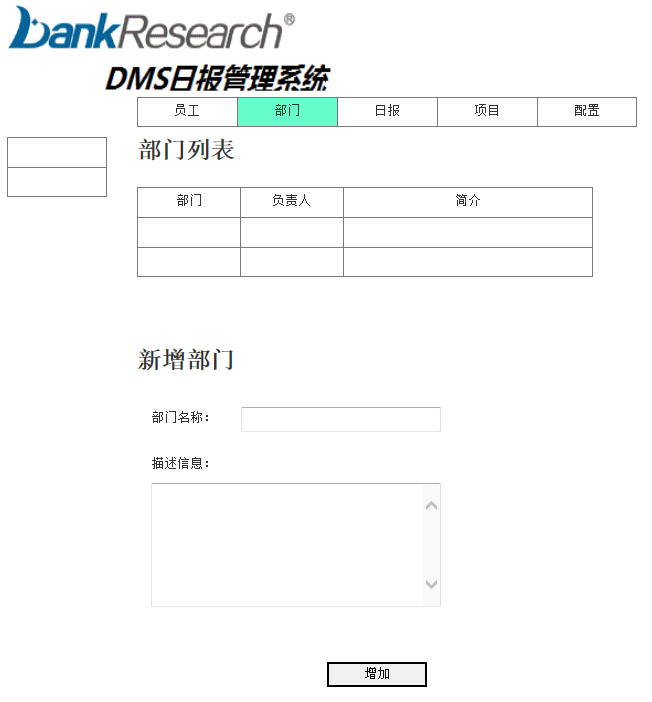 bankResearch®
DMS日报管理系统
员工 部门 日报 项目 配置
部门列表
部门 负责人 简介
新增部门
部门名称：
描述信息：
增加